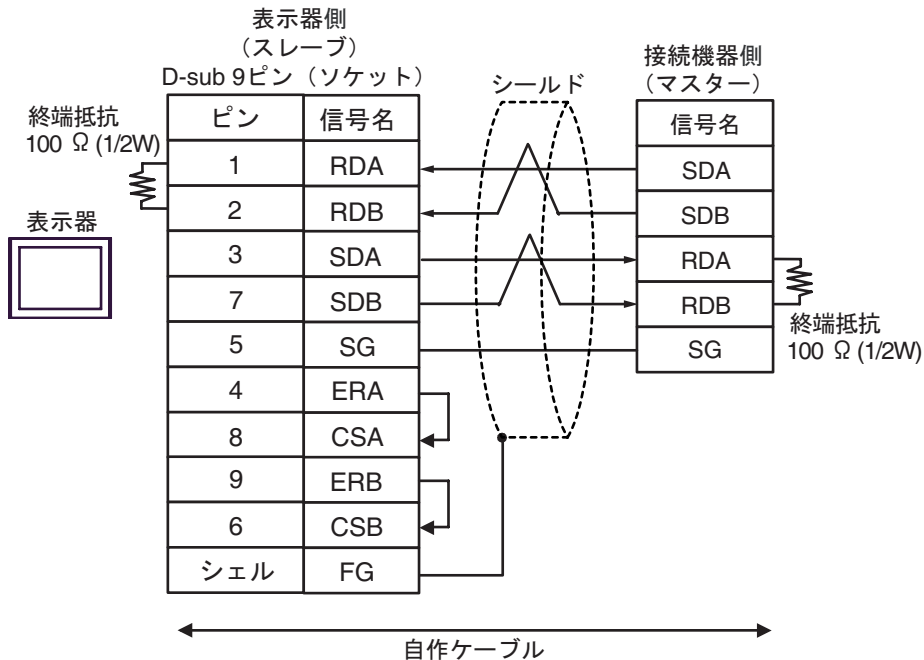 表示器側
（スレーブ）
D-sub 9ピン（ソケット）
シールド
接続機器側
（マスター）
終端抵抗
100 Ω (1/2W)
表示器
ピン 信号名
1 RDA
2 RDB
3 SDA
7 SDB
5 SG
4 ERA
8 CSA
9 ERB
6 CSB
シェル FG
信号名
SDA
SDB
RDA
RDB
SG
終端抵抗
100 Ω (1/2W)
自作ケーブル